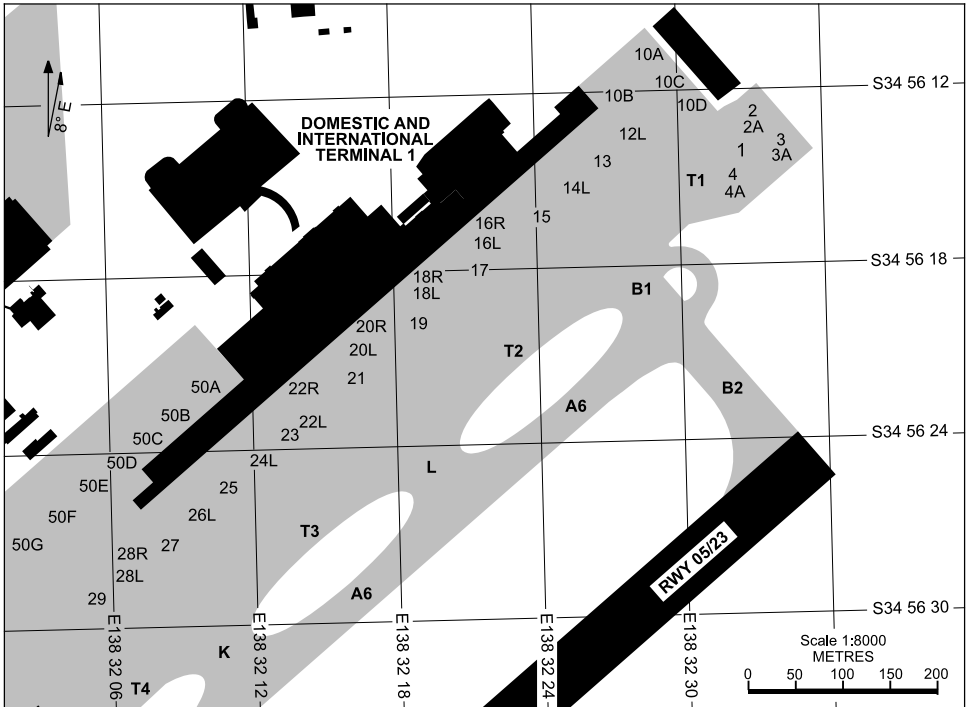 10A
10C
S34 56 12
10B
10D
8° E
2
2A
DOMESTIC AND
INTERNATIONAL
TERMINAL 1
12L
3
3A
1
13
4
4A
T1
14L
15
16R
16L
S34 56 18
17
18R
18L
B1
19
20R
20L
T2
21
50A
22R
B2
A6
50B
22L
23
50C
S34 56 24
50D
24L
L
50E
25
50F
26L
T3
50G
27
28R
28L
RWY 05/23
A6
29
S34 56 30
E138 32 06
E138 32 12
E138 32 18
E138 32 24
E138 32 30
K
T4
Scale 1:8000
METRES
0 50 100 150 200